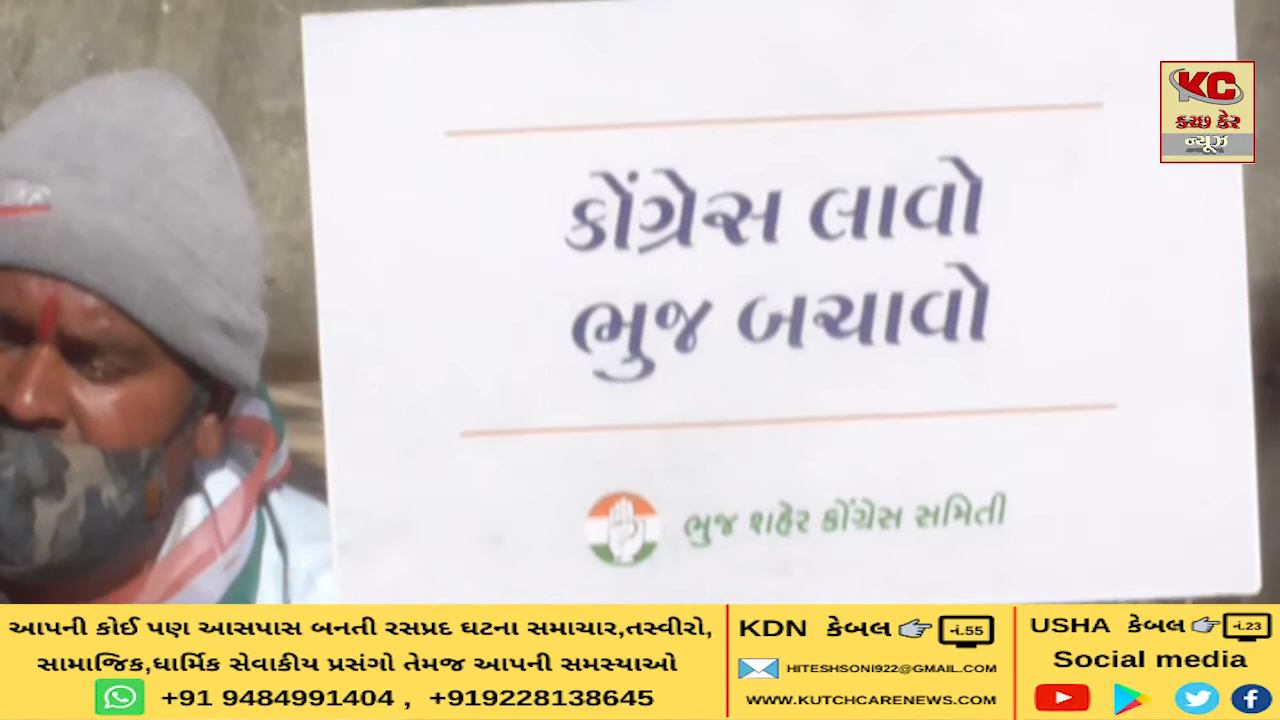 KC
કચ્છ કેર
ન્યૂઝ
કોંગ્રેસ લાવો
ભુજ બચાવો
ભુજ શહેર કોંગ્રેસ સમિતી
આપની કોઈ પણ આસપાસ બનતી રસપ્રદ ઘટના સમાચાર,તસ્વીરો,
સામાજિક,ધાર્મિક સેવાકીય પ્રસંગો તેમજ આપની સમસ્યાઓ
+91 9484991404 , +919228138645
KDN કેબલ નં.55
HITESHSONI922@GMAIL.COM
WWW.KUTCHCARENEWS.COM
USHA કેબલ નં.23
Social media